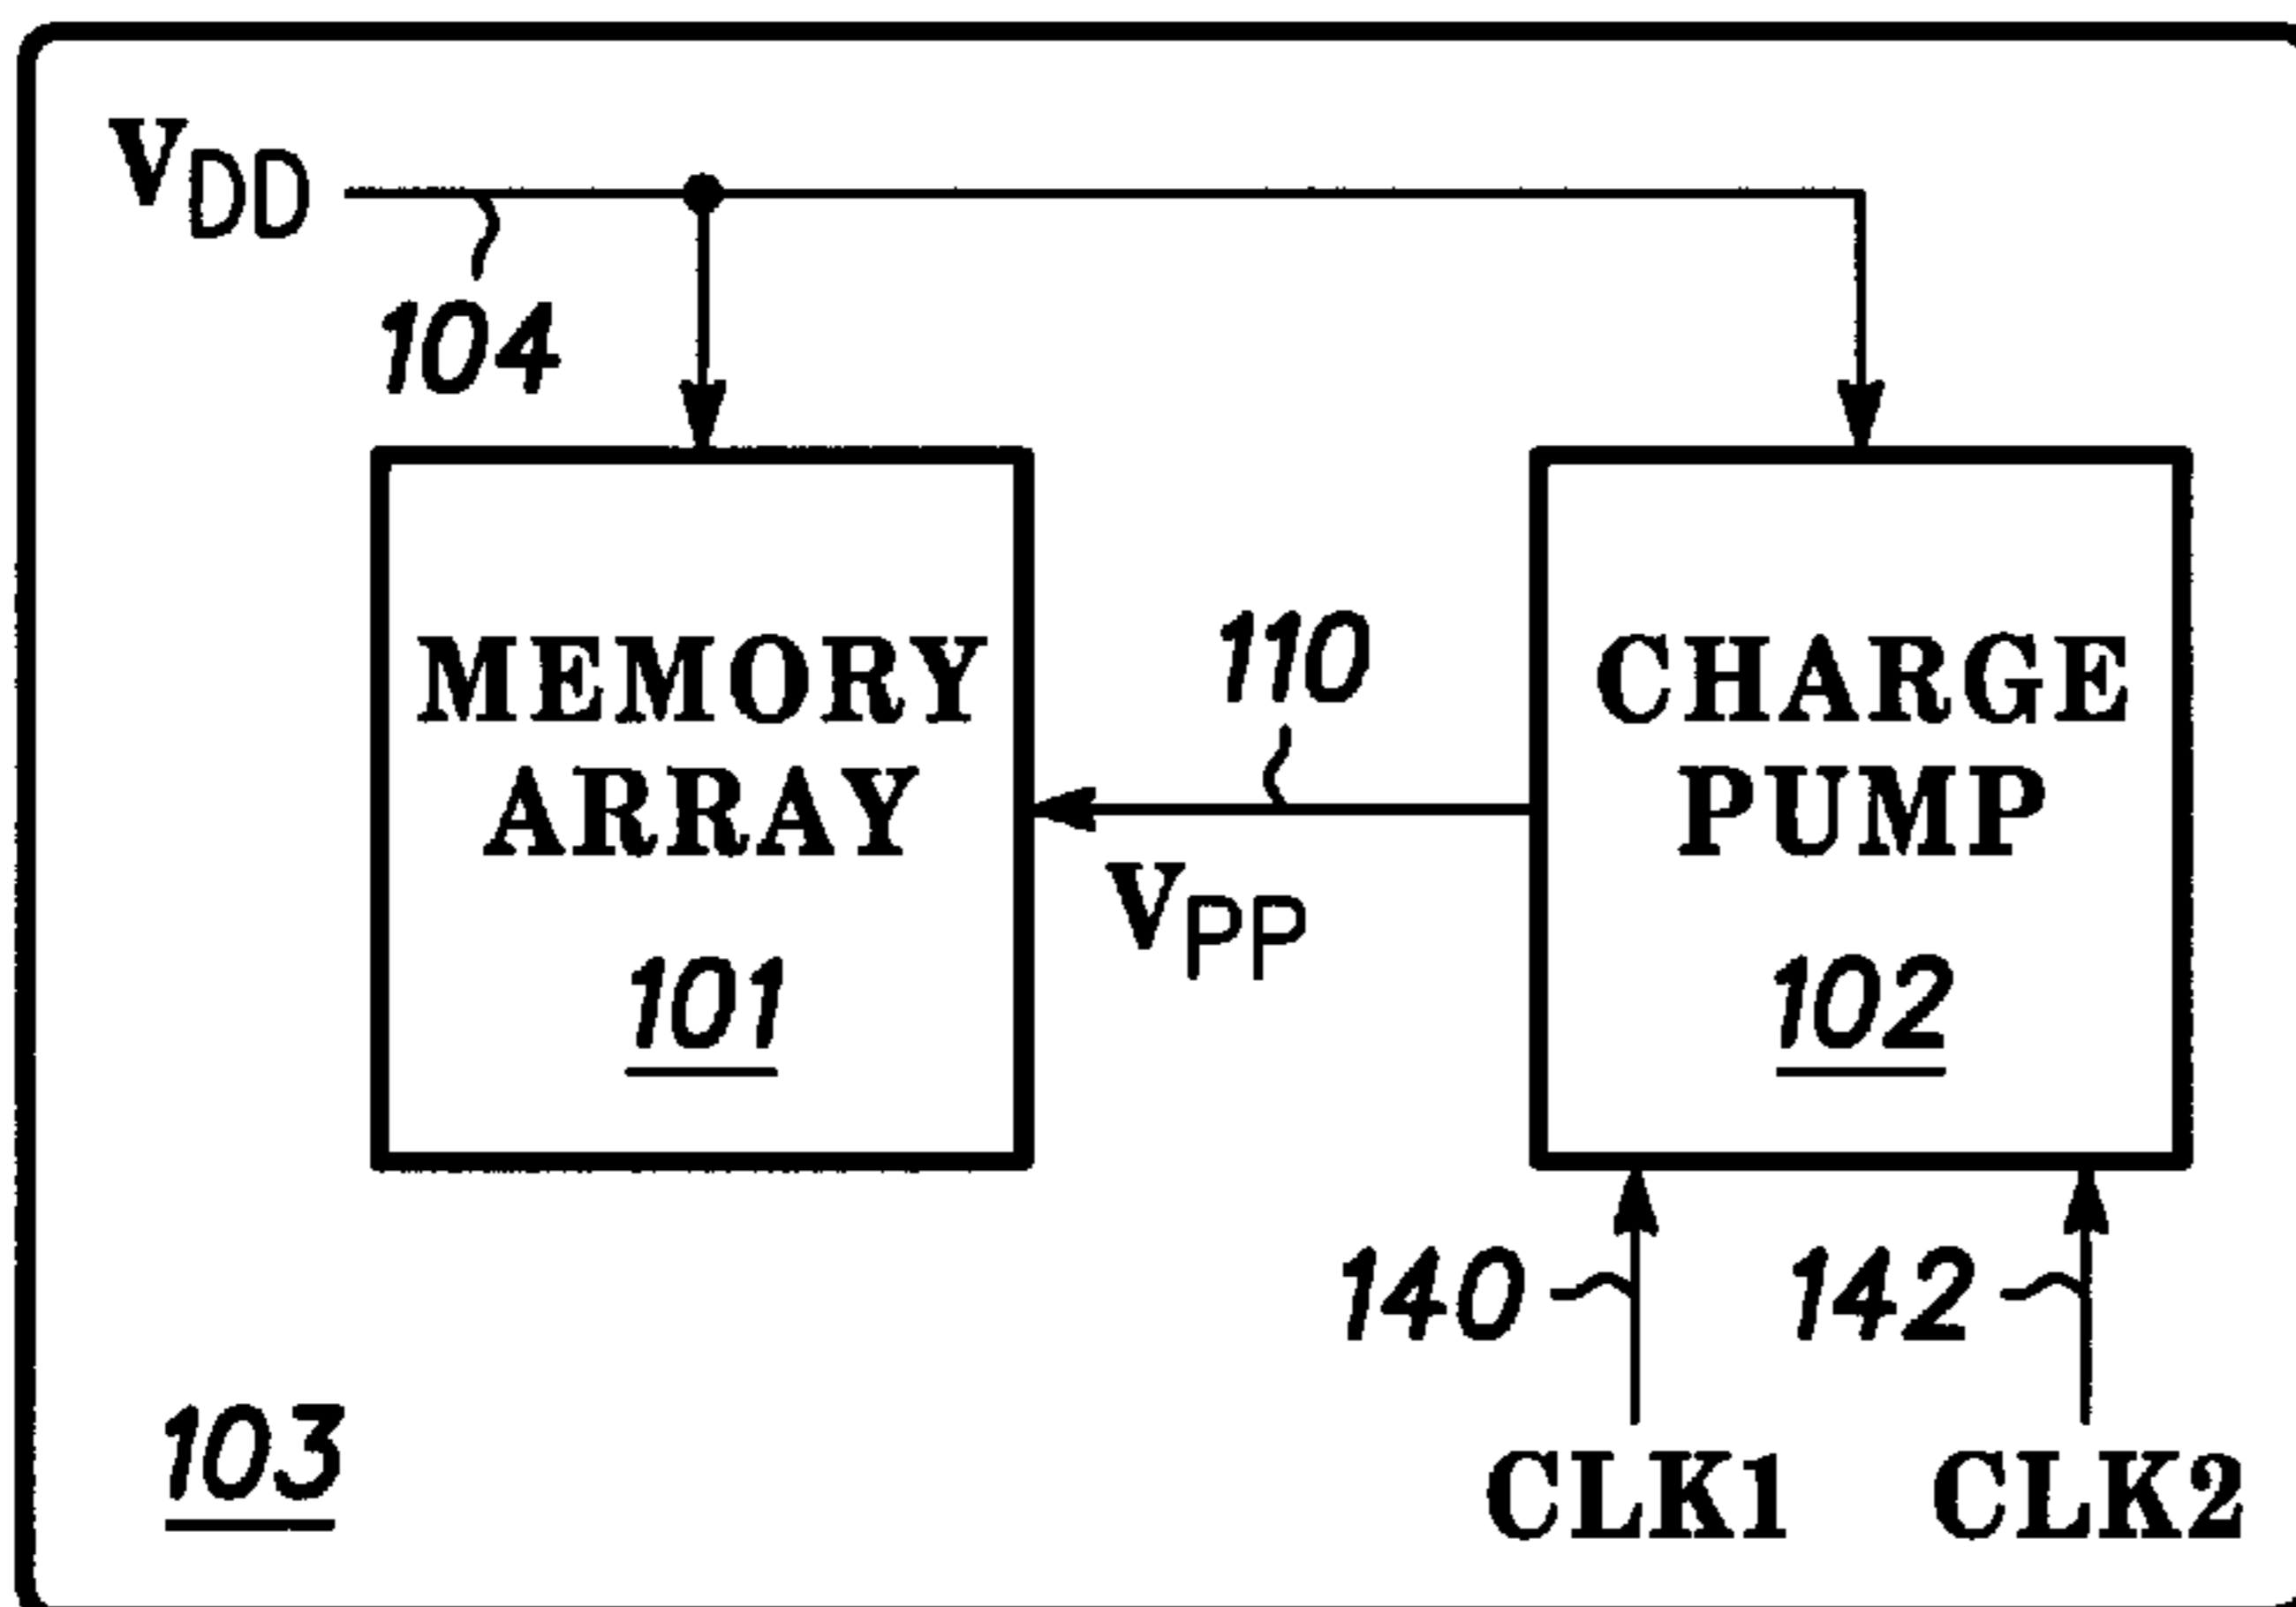 VDD
104
MEMORY
ARRAY
101
110
VPP
CHARGE
PUMP
102
140
142
CLK1
CLK2
103